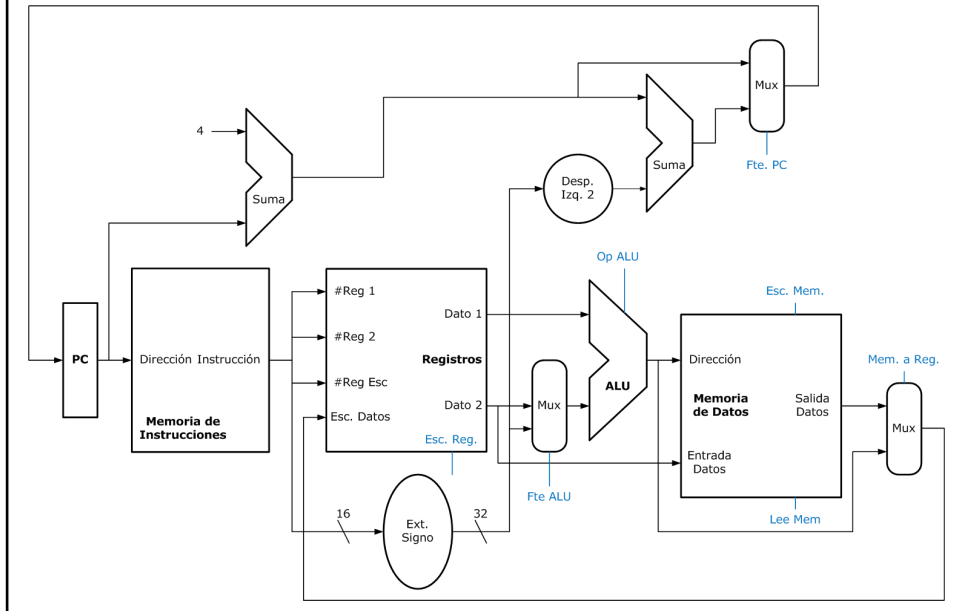 Mux
Fte. PC
4
Suma
Suma
Desp.
Izq. 2
Op ALU
Esc. Mem.
PC
Dirección Instrucción
Memoria de
Instrucciones
#Reg 1
#Reg 2
#Reg Esc
Esc. Datos
Dato 1
Registros
Dato 2
Esc. Reg.
Mux
Fte ALU
ALU
Dirección
Memoria
de Datos
Salida
Datos
Entrada
Datos
Lee Mem
Mem. a Reg.
Mux
16
Ext.
Signo
32